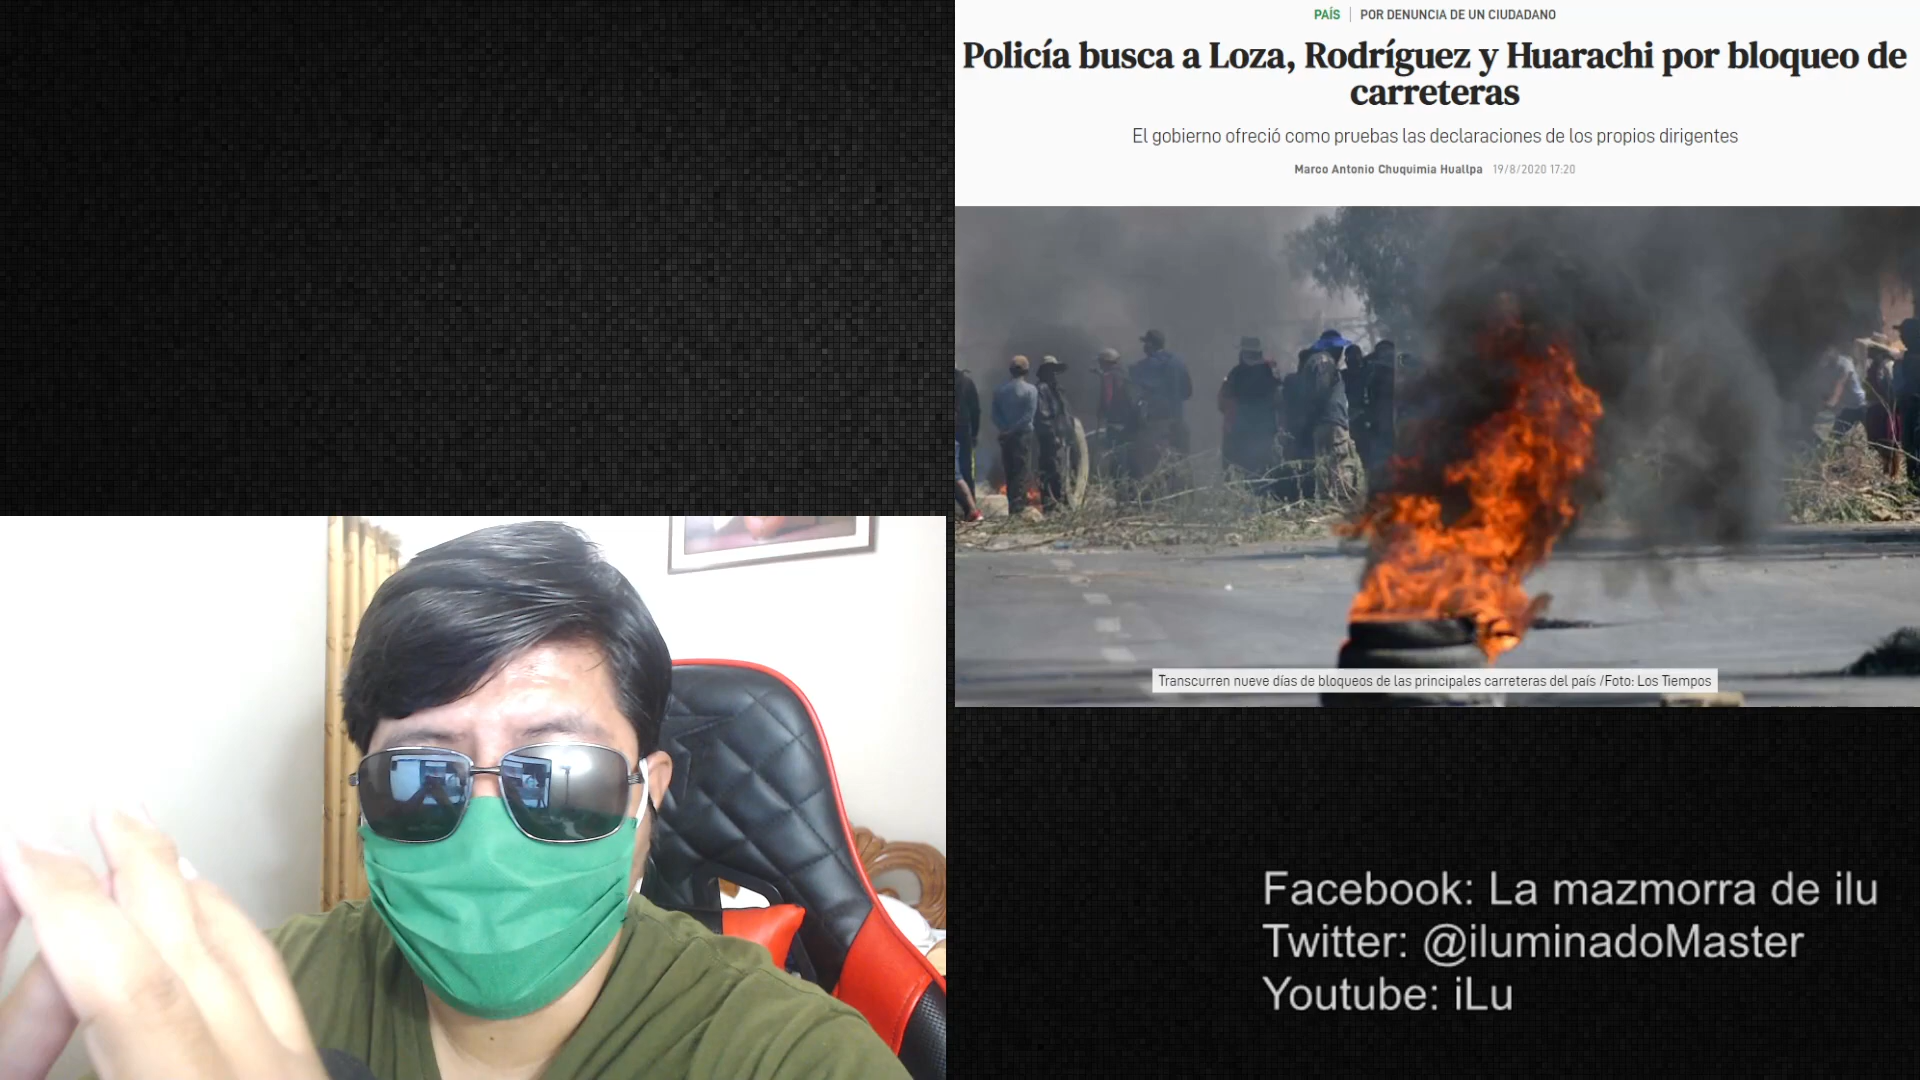 PAÍS | POR DENUNCIA DE UN CIUDADANO
Policía busca a Loza, Rodríguez y Huarachi por bloqueo de
carreteras
El gobierno ofreció como pruebas las declaraciones de los propios dirigentes
Marco Antonio Chuquimia Huallpa 19/8/2020 17:20
Transcurren nueve días de bloqueos de las principales carreteras del país /Foto: Los Tiempos
Facebook: La mazmorra de ilu
Twitter: @iluminadoMaster
Youtube: iLu